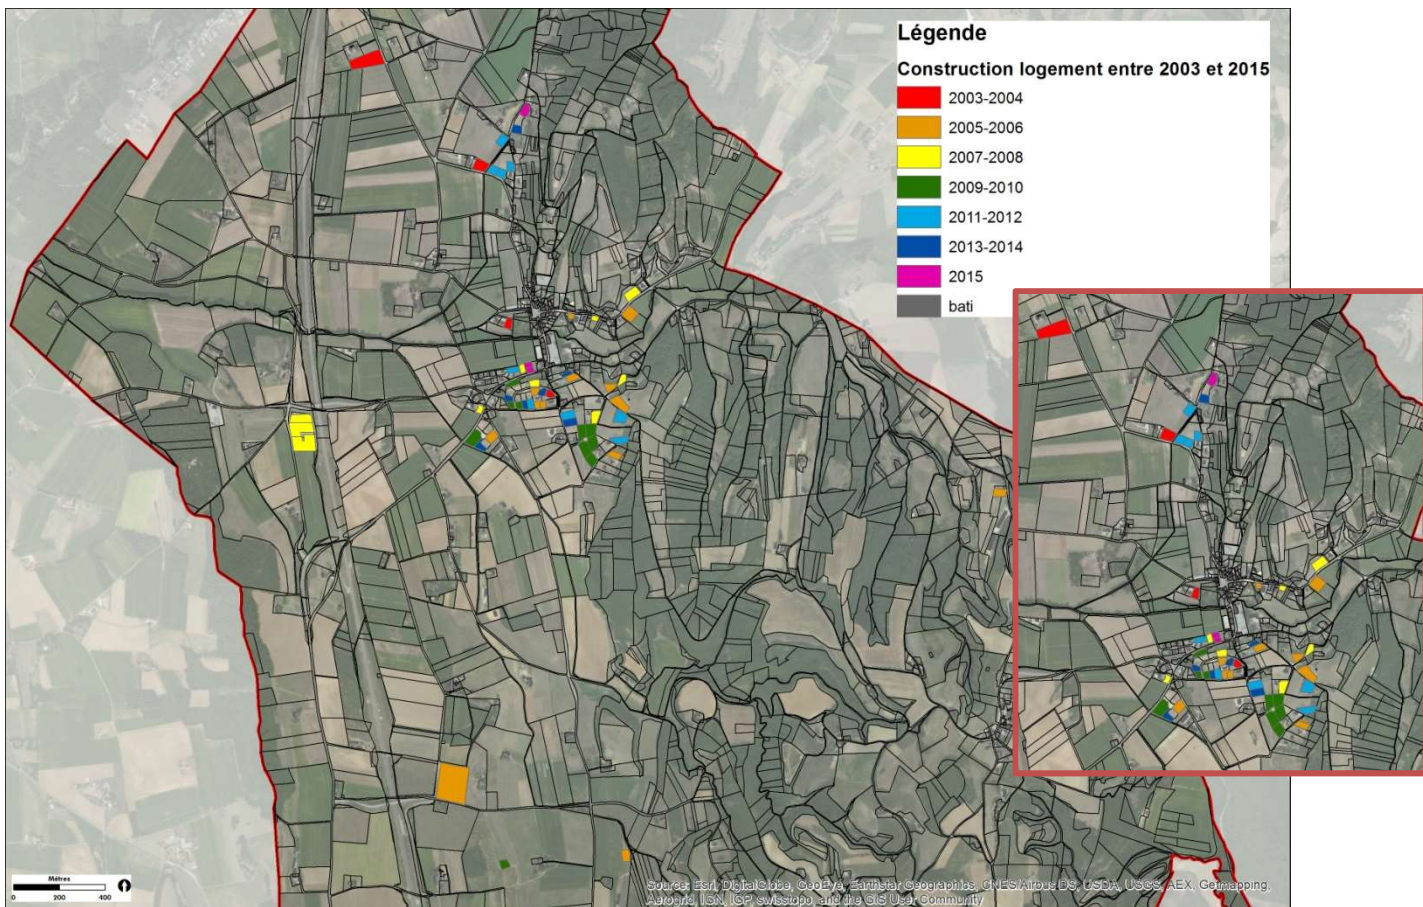 Légende
Construction logement entre 2003 et 2015
2003-2004
2005-2006
2007-2008
2009-2010
2011-2012
2013-2014
2015
bati
Mètres
0 200 400
Source: Esri, DigitalGlobe, GeoEye, Earthstar Geographics, CNES/Airbus DS, USDA, USGS, AEX, Getmapping,
Aerogrid, IGN, IGP, swisstopo, and the GIS User Community